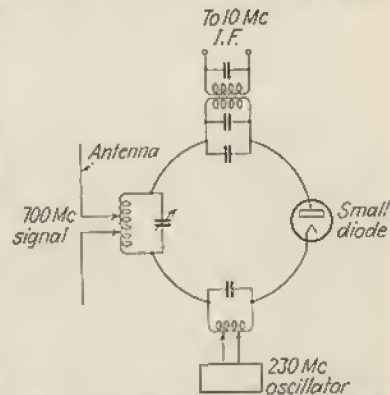 To 10 Mc
I.F.
Antenna
700 Mc
signal
Small
diode
230 Mc
oscillator